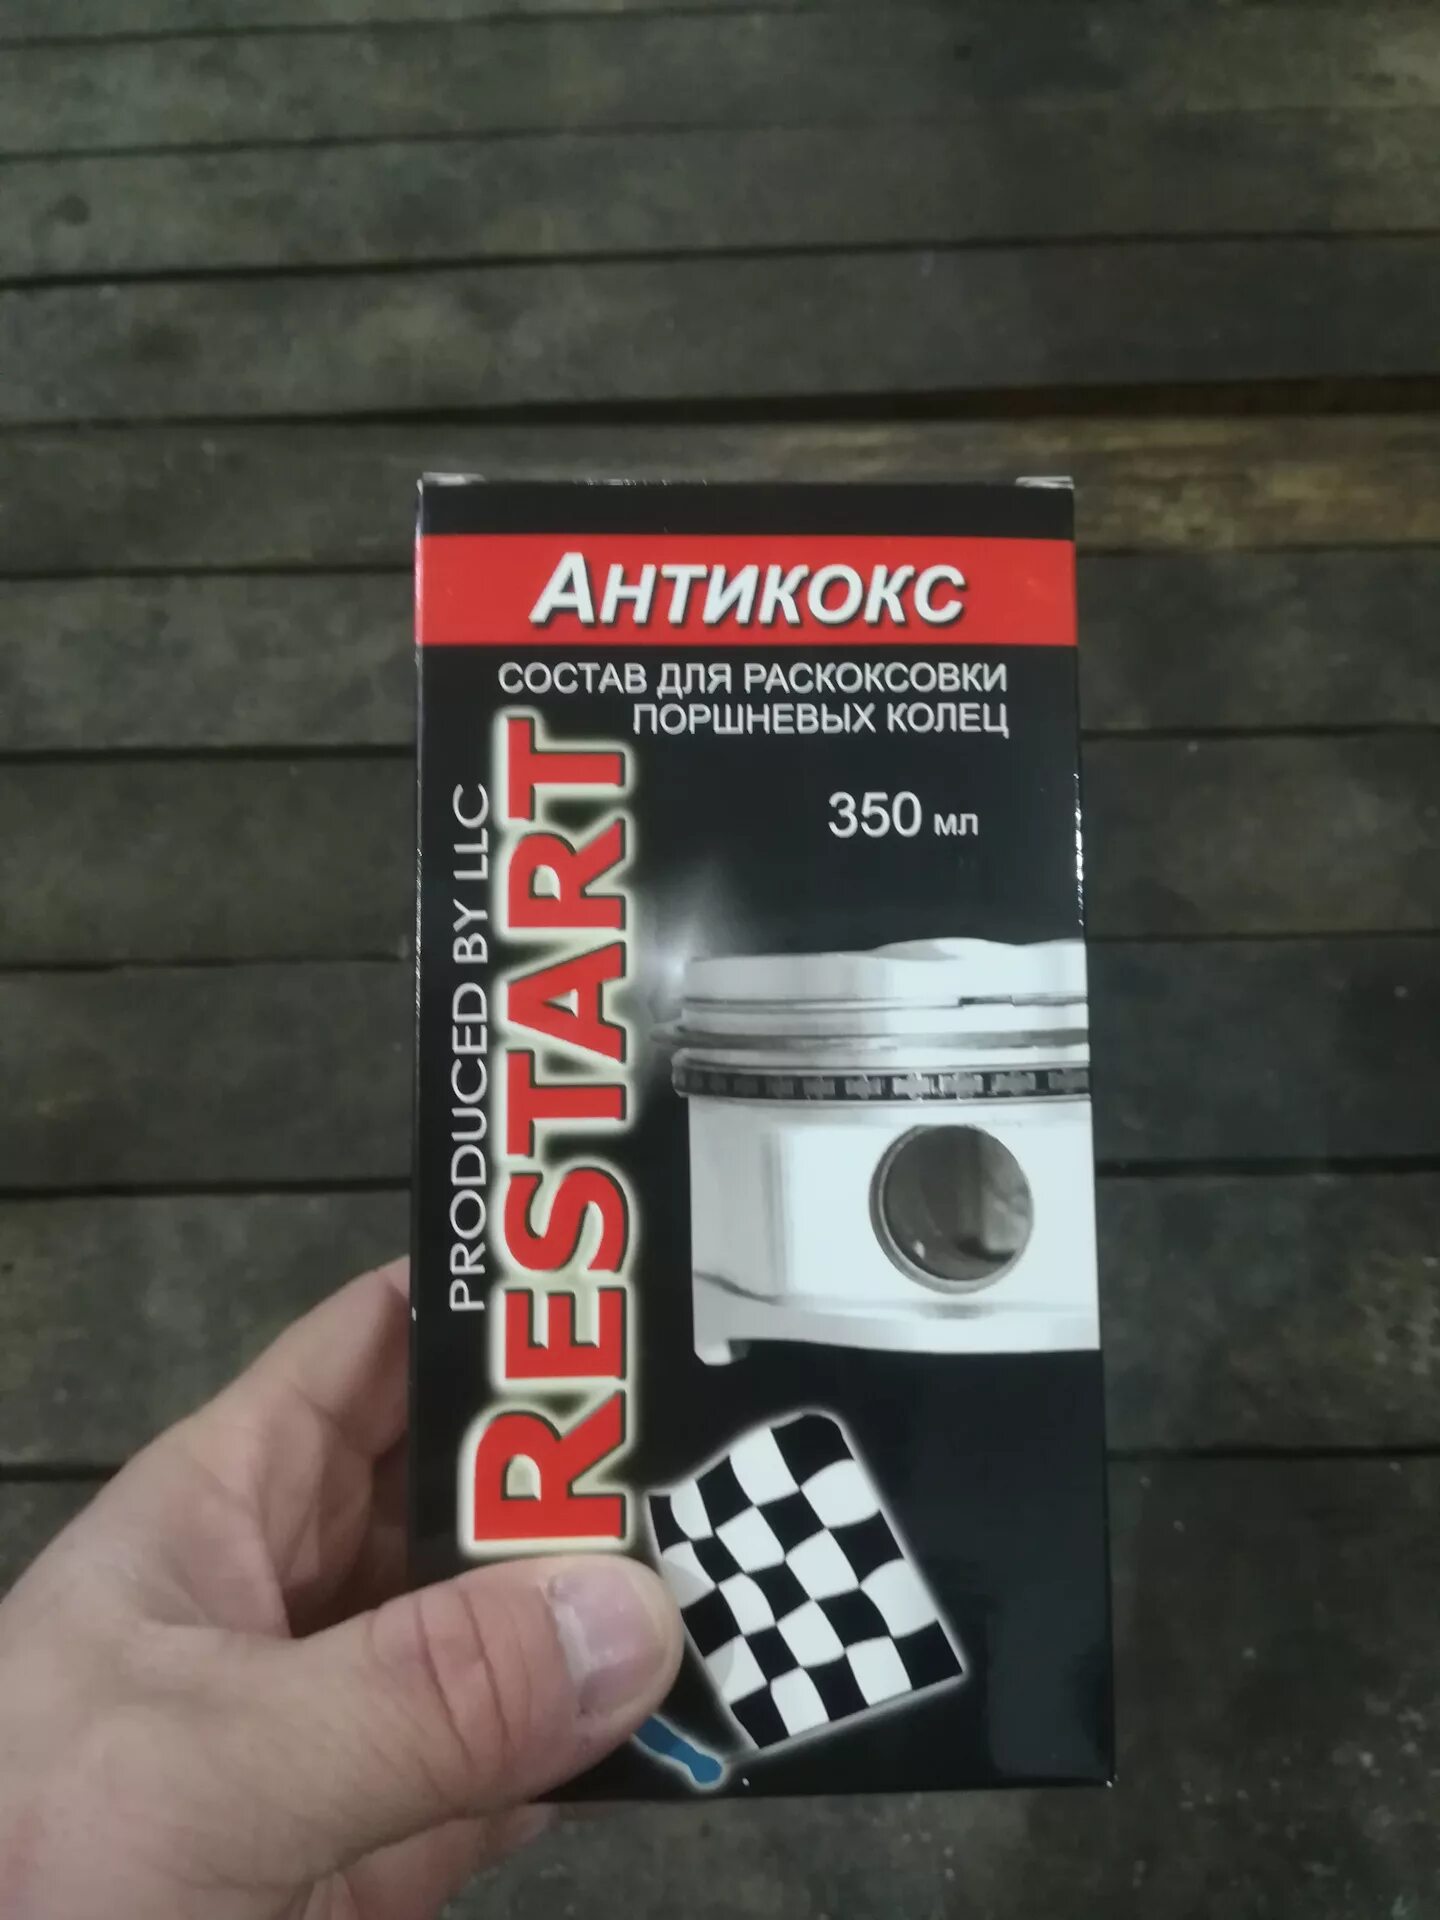 Антикокс
СОСТАВ ДЛЯ РАСКОКСОВКИ
ПОРШНЕВЫХ КОЛЕЦ
350 мл
PRODUCED BY LLC
RESTART